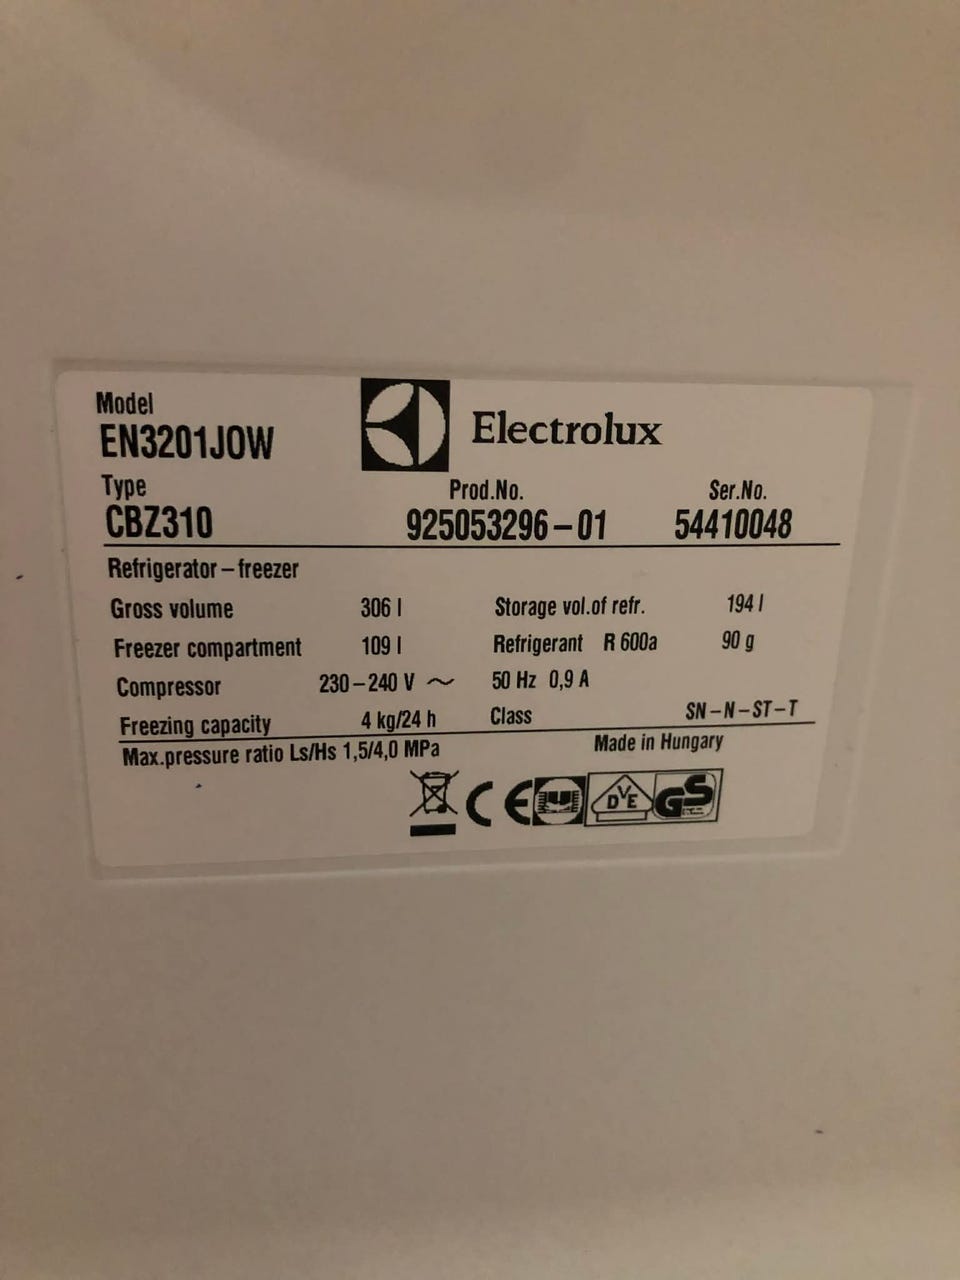 Model
EN3201JOW
Electrolux
Type Prod.No. Ser.No.
CBZ310 925053296-01 54410048
Refrigerator-freezer
Gross volume 306 l Storage vol.of refr. 194 l
Freezer compartment 109 l Refrigerant R 600a 90 g
Compressor 230-240 V ~ 50 Hz 0,9 A
Freezing capacity 4 kg/24 h Class SN-N-ST-T
Max.pressure ratio Ls/Hs 1,5/4,0 MPa Made in Hungary
CE DVE GS